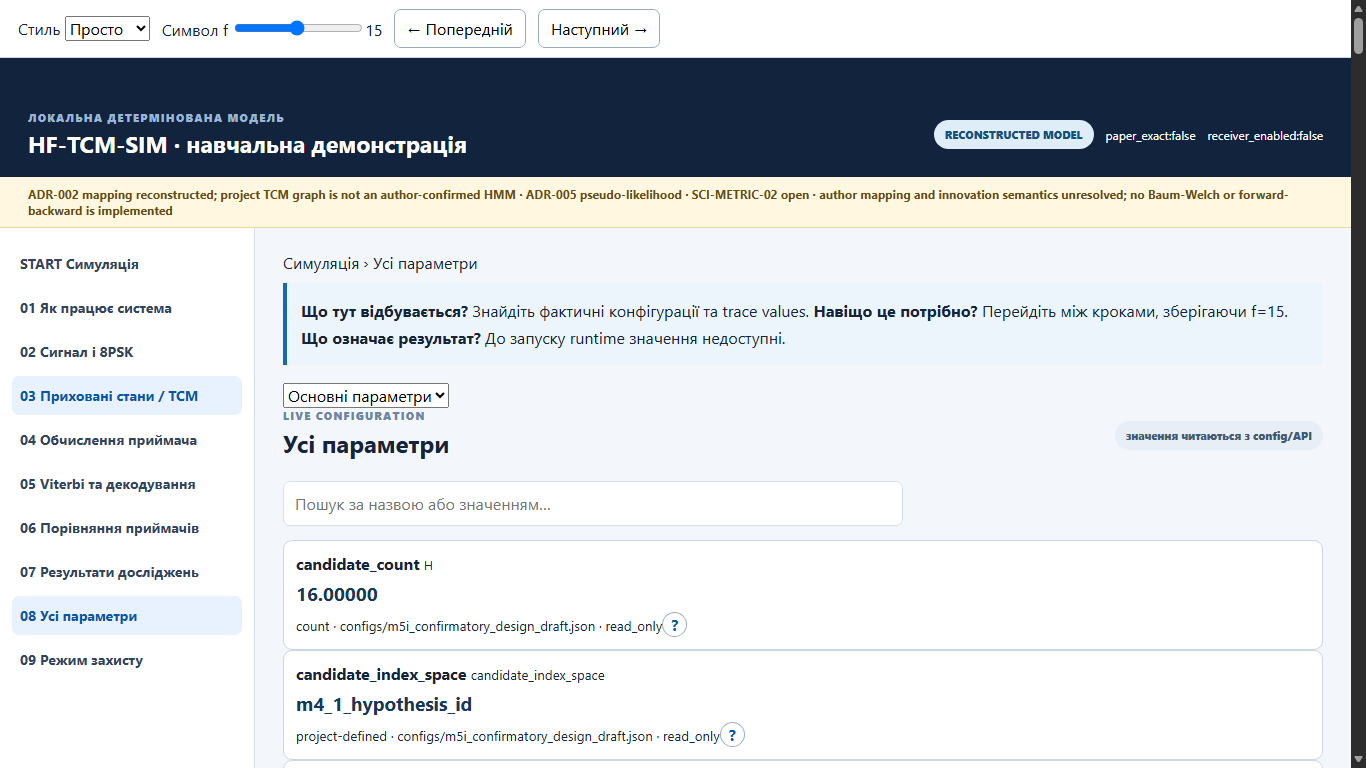 Стиль Просто Символ f 15 ← Попередній Наступний →
ЛОКАЛЬНА ДЕТЕРМІНОВАНА МОДЕЛЬ
HF-TCM-SIM · навчальна демонстрація
RECONSTRUCTED MODEL paper_exact:false receiver_enabled:false
ADR-002 mapping reconstructed; project TCM graph is not an author-confirmed HMM · ADR-005 pseudo-likelihood · SCI-METRIC-02 open · author mapping and innovation semantics unresolved; no Baum-Welch or forward-
backward is implemented
START Симуляція
01 Як працює система
02 Сигнал і 8PSK
03 Приховані стани / TCM
04 Обчислення приймача
05 Viterbi та декодування
06 Порівняння приймачів
07 Результати досліджень
08 Усі параметри
09 Режим захисту
Симуляція › Усі параметри
Що тут відбувається? Знайдіть фактичні конфігурації та trace values. Навіщо це потрібно? Перейдіть між кроками, зберігаючи f=15.
Що означає результат? До запуску runtime значення недоступні.
Основні параметри
LIVE CONFIGURATION
Усі параметри
значення читаються з config/API
Пошук за назвою або значенням...
candidate_count H
16.00000
count · configs/m5i_confirmatory_design_draft.json · read_only ?
candidate_index_space candidate_index_space
m4_1_hypothesis_id
project-defined · configs/m5i_confirmatory_design_draft.json · read_only ?